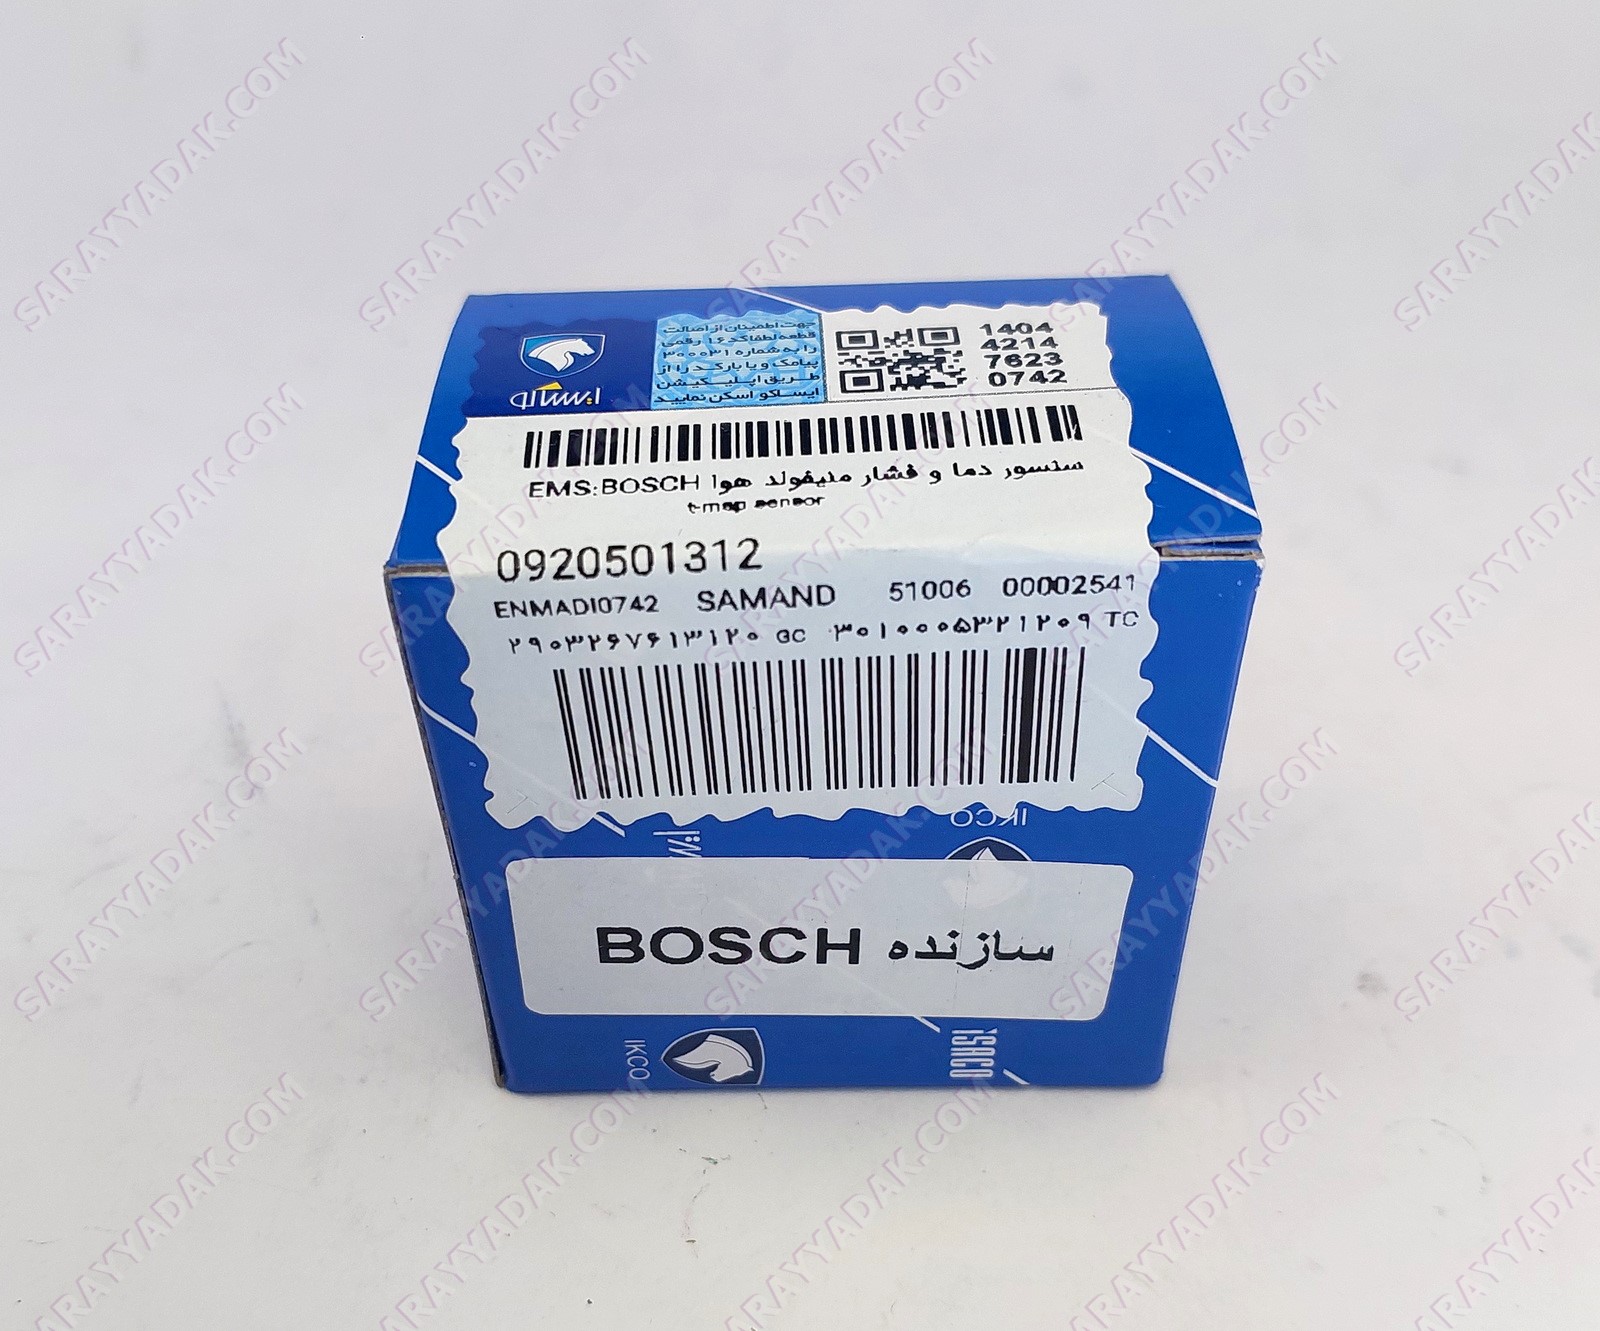 ایساکو
جهت اطمینان از اصالت
قطعه لطفا کد ۱۶ رقمی
را به شماره ۳۰۰۰۳۱
پیامک و یا بارکد را از
طریق اپلیکیشن
ایساکو اسکن نمایید
1404
4214
7623
0742
سنسور دما و فشار منیفولد هوا EMS:BOSCH
t-map sensor
0920501312
ENMADI0742 SAMAND 51006 00002541
۲۹۰۳۲۶۷۶۱۳۱۲۰ GC ۳۰۱۰۰۰۵۳۲۱۲۰۹ TC
IKCO
سازنده BOSCH
IKCO
ISACO
SARAYYADAK.COM